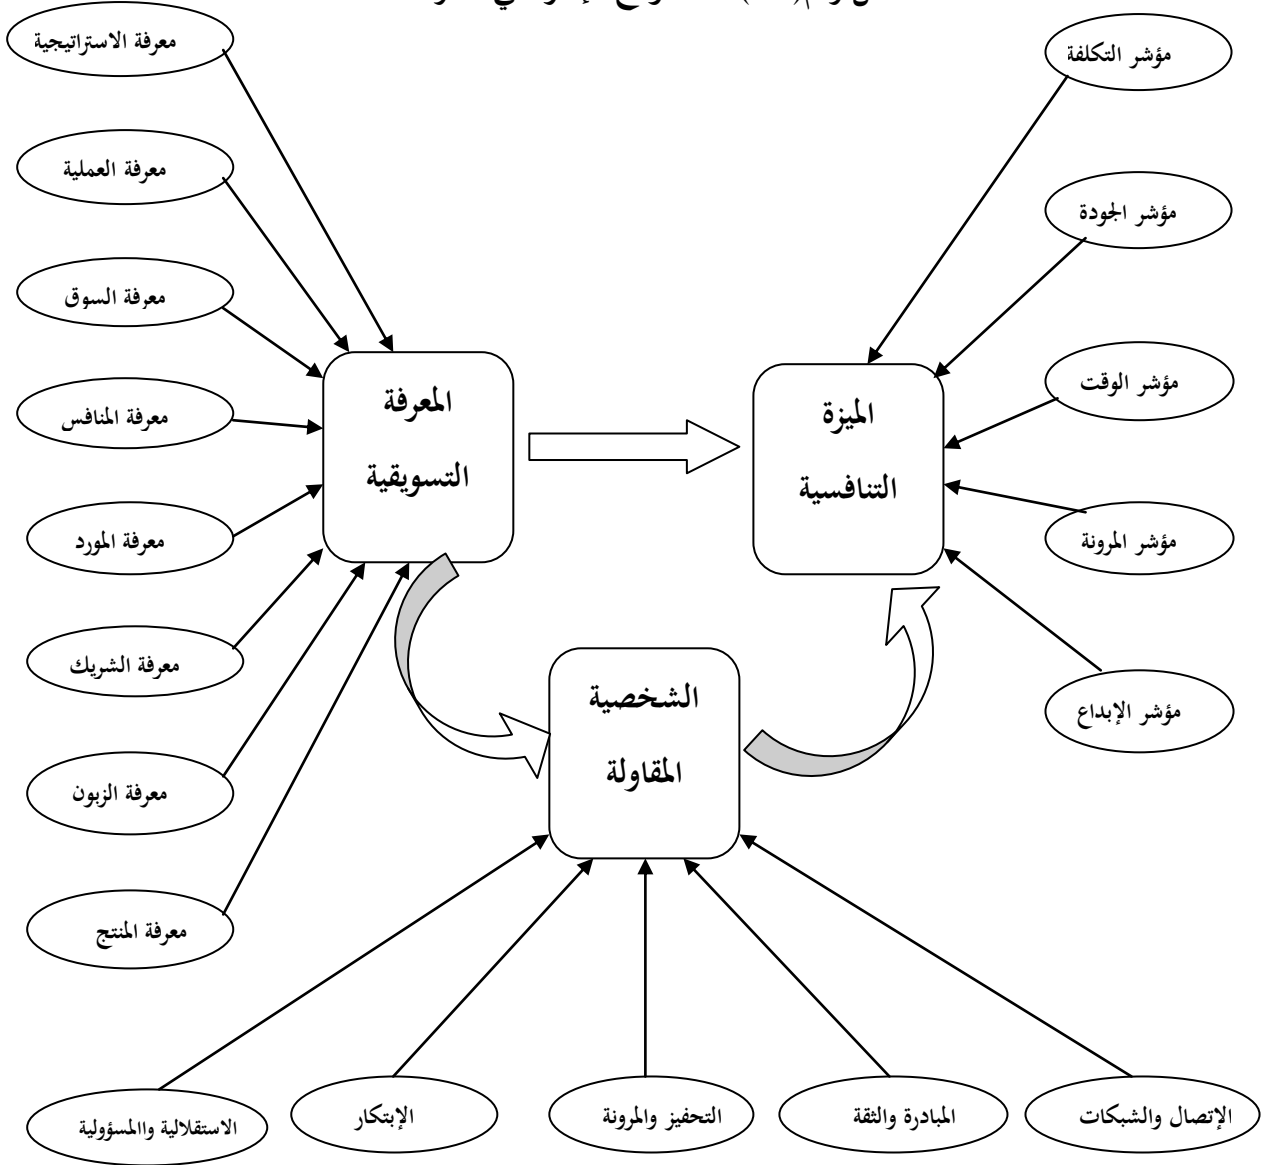 معرفة الاستراتيجية
معرفة العملية
معرفة السوق
معرفة المنافس
معرفة المورد
معرفة الشريك
معرفة الزبون
معرفة المنتج
المعرفة
التسويقية
مؤشر التكلفة
مؤشر الجودة
مؤشر الوقت
مؤشر المرونة
مؤشر الإبداع
الميزة
التنافسية
الشخصية
المقاولة
الإتصال والشبكات
المبادرة والثقة
التحفيز والمرونة
الإبتكار
الاستقلالية واالمسؤولية